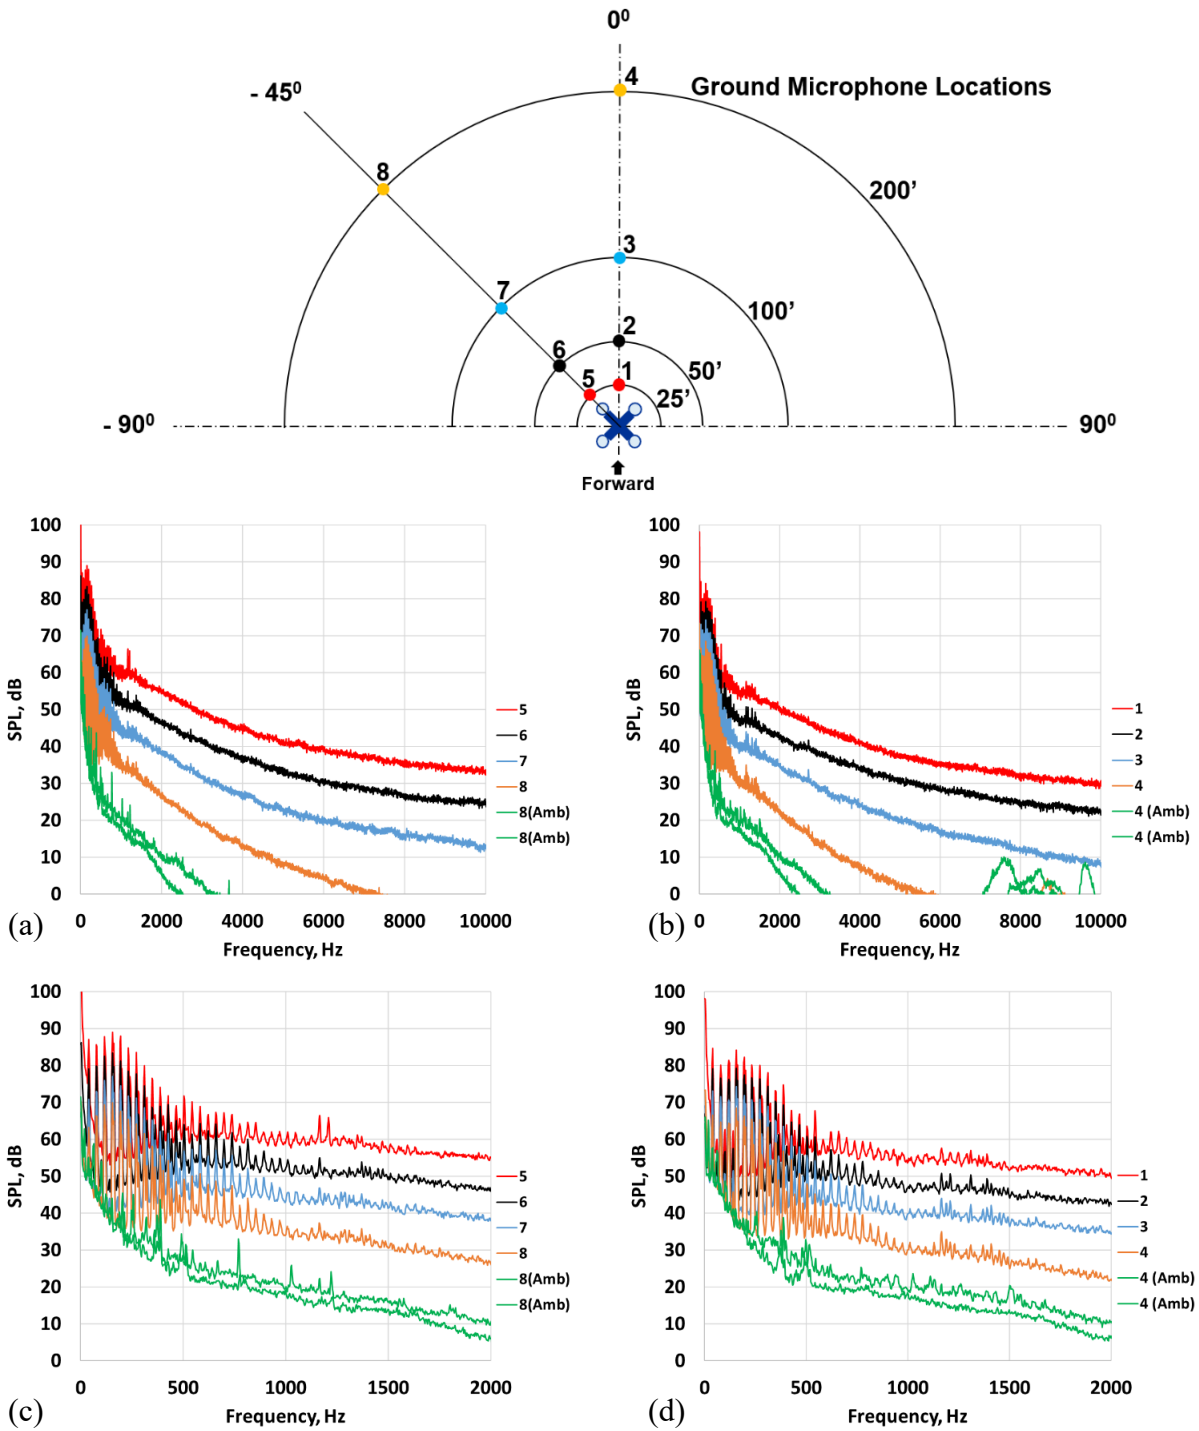 0⁰
4
Ground Microphone Locations
- 45⁰
8
200’
3
7
100’
2
6
50’
1
5
25’
- 90⁰
90⁰
Forward
100
90
80
70
60
50
40
30
20
10
0
SPL, dB
0 2000 4000 6000 8000 10000
Frequency, Hz
5
6
7
8
8(Amb)
8(Amb)
(a)
100
90
80
70
60
50
40
30
20
10
0
SPL, dB
0 2000 4000 6000 8000 10000
Frequency, Hz
1
2
3
4
4 (Amb)
4 (Amb)
(b)
100
90
80
70
60
50
40
30
20
10
0
SPL, dB
0 500 1000 1500 2000
Frequency, Hz
5
6
7
8
8(Amb)
8(Amb)
(c)
100
90
80
70
60
50
40
30
20
10
0
SPL, dB
0 500 1000 1500 2000
Frequency, Hz
1
2
3
4
4 (Amb)
4 (Amb)
(d)